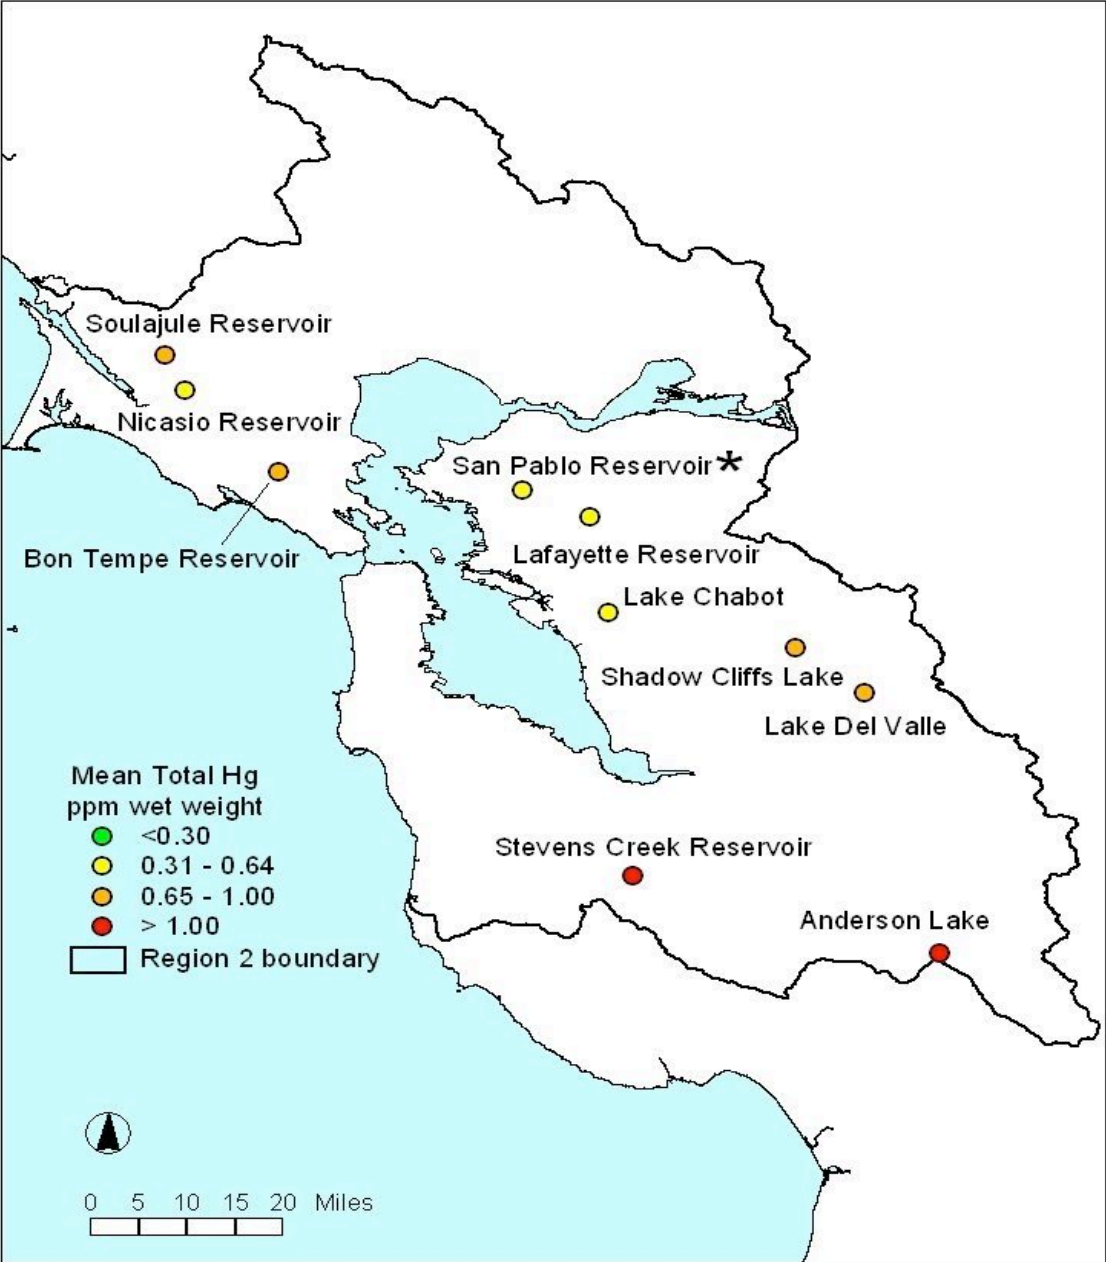 Soulajule Reservoir
Nicasio Reservoir
San Pablo Reservoir*
Bon Tempe Reservoir
Lafayette Reservoir
Lake Chabot
Shadow Cliffs Lake
Lake Del Valle
Mean Total Hg
ppm wet weight
<0.30
0.31 - 0.64
0.65 - 1.00
> 1.00
Region 2 boundary
Stevens Creek Reservoir
Anderson Lake
0 5 10 15 20 Miles